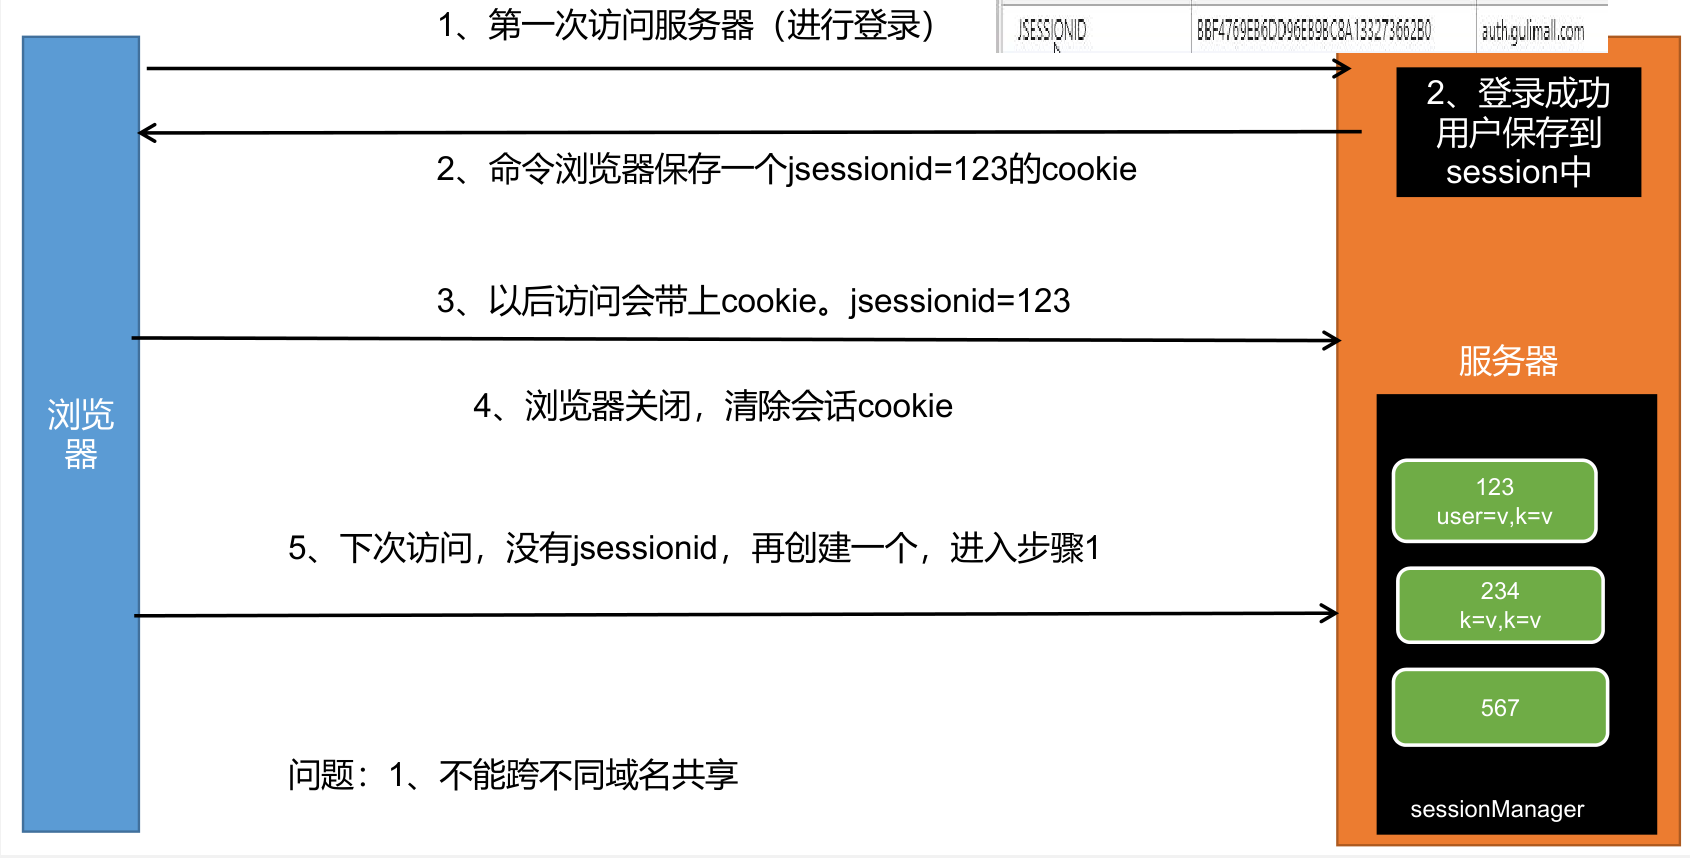 1、第一次访问服务器（进行登录）
JSESSIONID BBF4769EB6DD96EB9BC8A133273662B0 auth.gulimall.com
2、登录成功
用户保存到
session中
2、命令浏览器保存一个jsessionid=123的cookie
3、以后访问会带上cookie。jsessionid=123
服务器
浏览
器
4、浏览器关闭，清除会话cookie
123
user=v,k=v
5、下次访问，没有jsessionid，再创建一个，进入步骤1
234
k=v,k=v
567
问题：1、不能跨不同域名共享
sessionManager